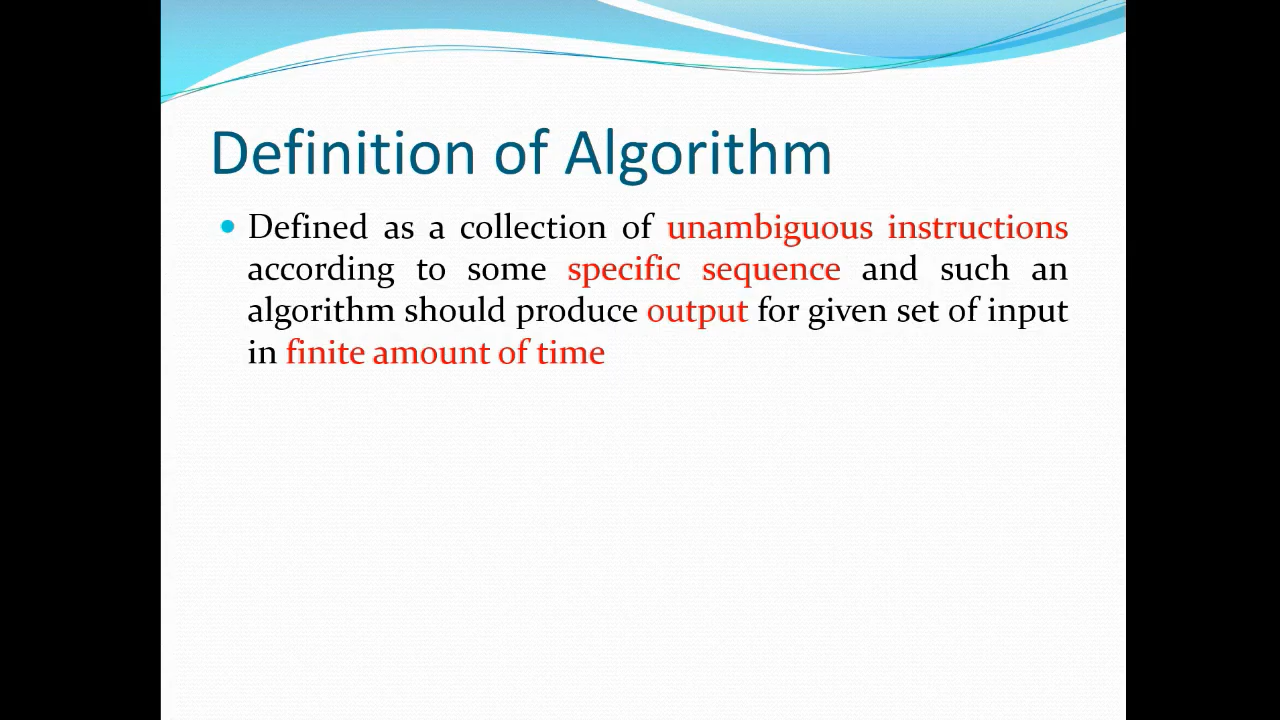 Definition of Algorithm
Defined as a collection of unambiguous instructions
according to some specific sequence and such an
algorithm should produce output for given set of input
in finite amount of time